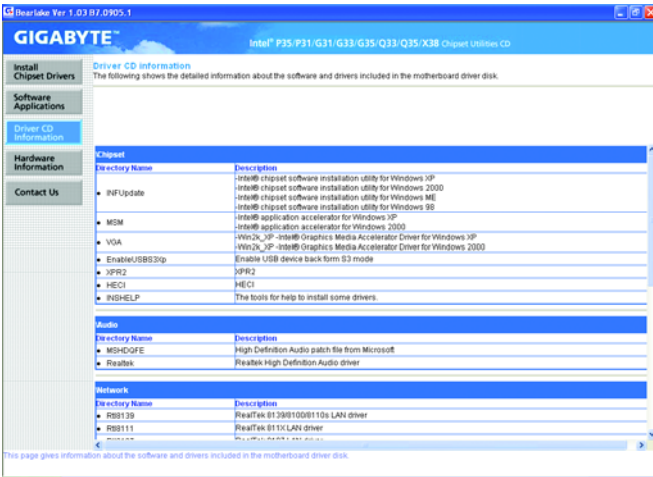 Bearlake Ver 1.03 B7.0905.1
GIGABYTE™
Intel® P35/P31/G31/G33/G35/Q33/Q35/X38 Chipset Utilities CD
Install
Chipset Drivers
Software
Applications
Driver CD
Information
Hardware
Information
Contact Us
Driver CD information
The following shows the detailed information about the software and drivers included in the motherboard driver disk.
\Chipset
Directory Name Description
• INFUpdate
-Intel® chipset software installation utility for Windows XP
-Intel® chipset software installation utility for Windows 2000
-Intel® chipset software installation utility for Windows ME
-Intel® chipset software installation utility for Windows 98
• MSM
-Intel® application accelerator for Windows XP
-Intel® application accelerator for Windows 2000
• VGA
-Win2k_XP -Intel® Graphics Media Accelerator Driver for Windows XP
-Win2k_XP -Intel® Graphics Media Accelerator Driver for Windows 2000
• EnableUSBS3Xp Enable USB device back form S3 mode
• XPR2 XPR2
• HECI HECI
• INSHELP The tools for help to install some drivers.
\Audio
Directory Name Description
• MSHDQFE High Definition Audio patch file from Microsoft
• Realtek Realtek High Definition Audio driver
\Network
Directory Name Description
• Rtl8139 RealTek 8139/8100/8110s LAN driver
• Rtl8111 RealTek 811X LAN driver
This page gives information about the software and drivers included in the motherboard driver disk.